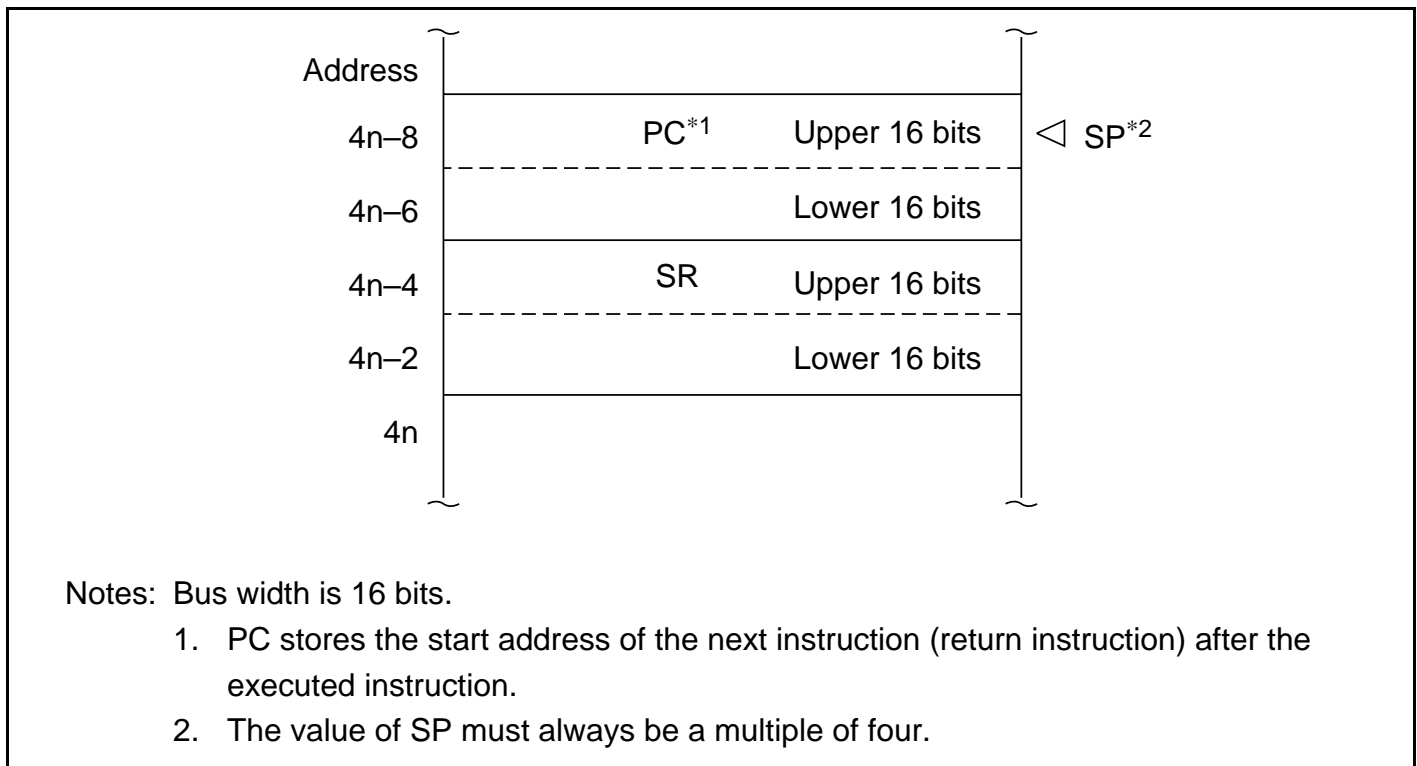 Address
4n–8 PC*1 Upper 16 bits SP*2
4n–6 Lower 16 bits
4n–4 SR Upper 16 bits
4n–2 Lower 16 bits
4n
Notes: Bus width is 16 bits.
1. PC stores the start address of the next instruction (return instruction) after the
executed instruction.
2. The value of SP must always be a multiple of four.